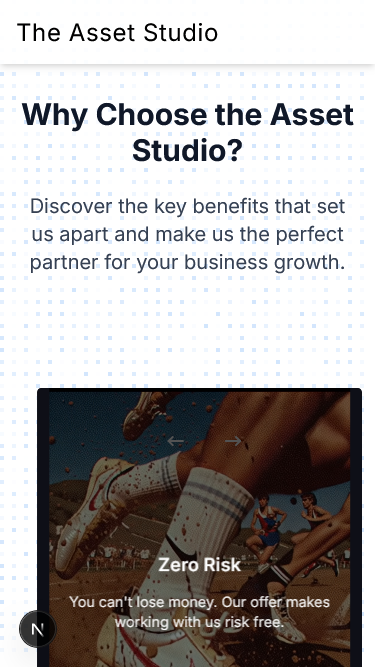 The Asset Studio
Why Choose the Asset
Studio?
Discover the key benefits that set
us apart and make us the perfect
partner for your business growth.
Zero Risk
You can't lose money. Our offer makes
working with us risk free.
N